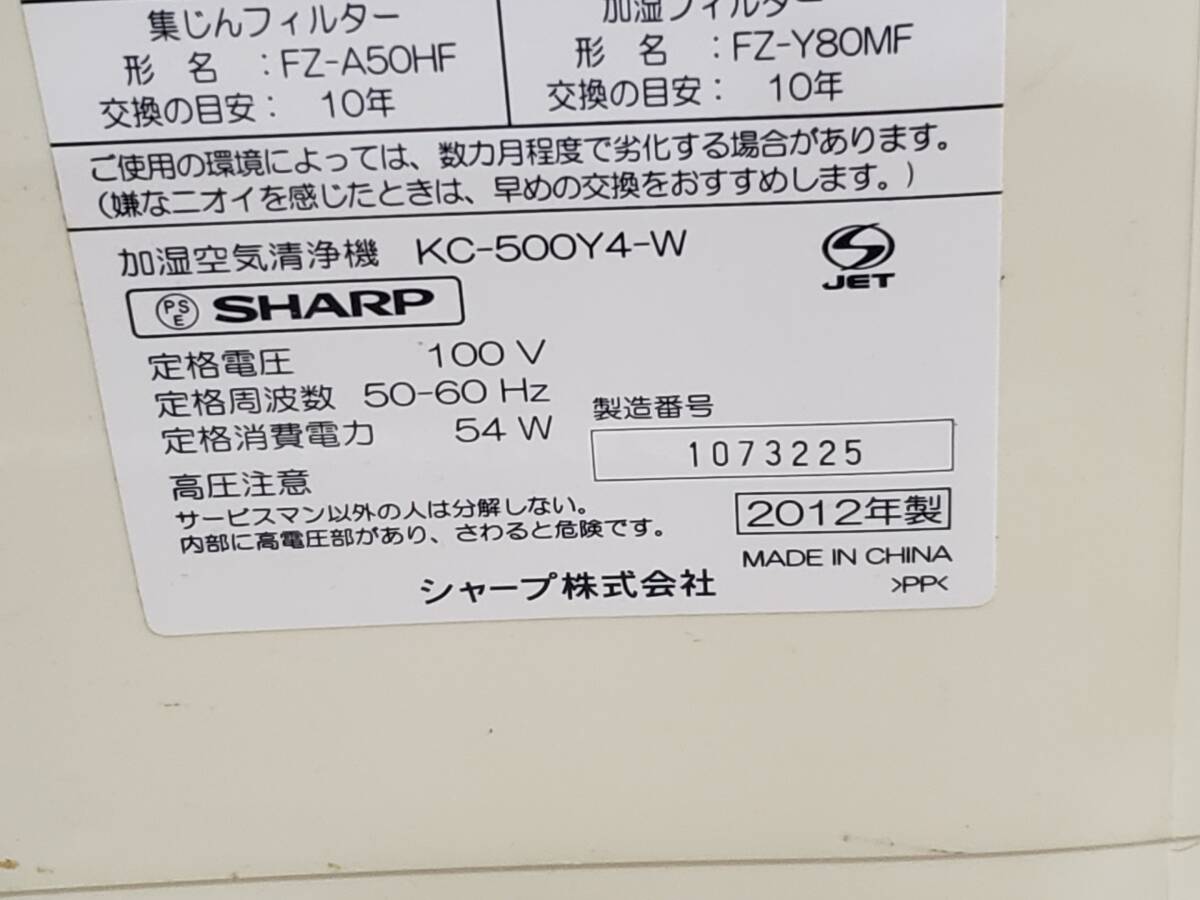 集じんフィルター
形 名 ：FZ-A50HF
交換の目安： 10年
加湿フィルター
形 名 ：FZ-Y80MF
交換の目安： 10年
ご使用の環境によっては、数カ月程度で劣化する場合があります。
（嫌なニオイを感じたときは、早めの交換をおすすめします。）
加湿空気清浄機 KC-500Y4-W
JET
PSE SHARP
定格電圧 100 V
定格周波数 50-60 Hz
定格消費電力 54 W
製造番号
1073225
高圧注意
サービスマン以外の人は分解しない。
内部に高電圧部があり、さわると危険です。
2012年製
MADE IN CHINA
シャープ株式会社
>PP<